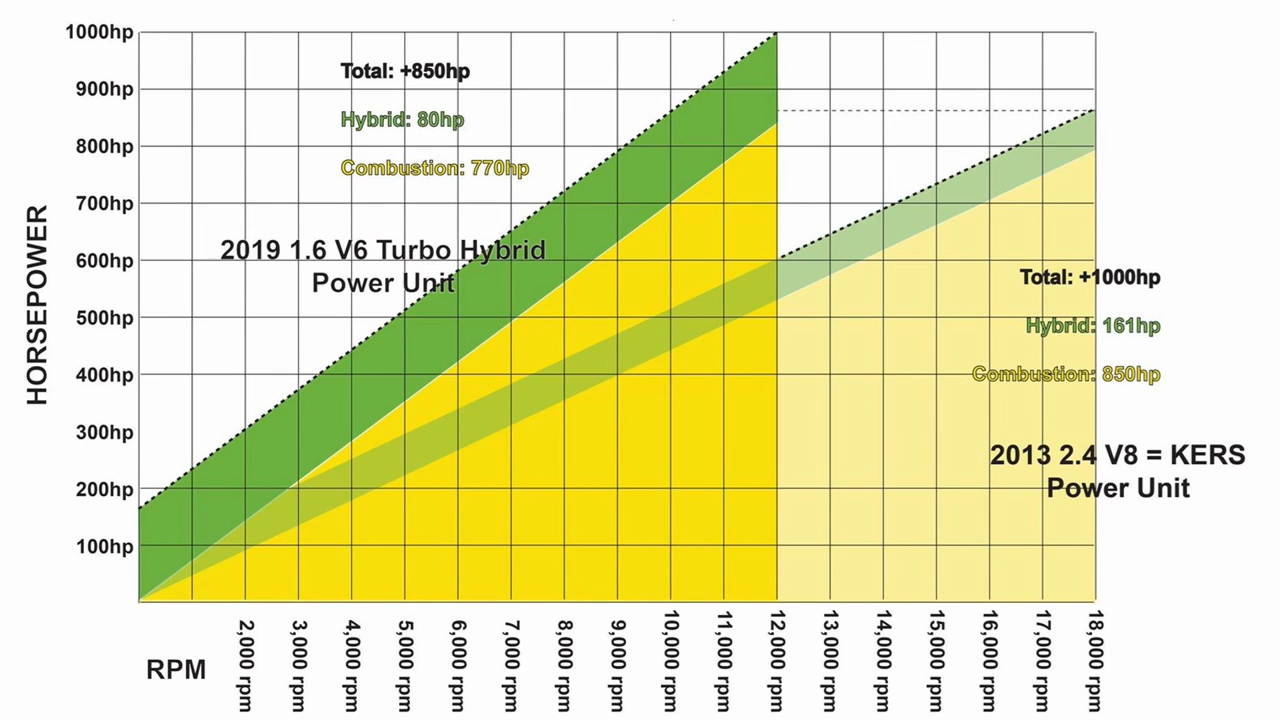 1000hp
900hp
800hp
700hp
600hp
500hp
400hp
300hp
200hp
100hp
HORSEPOWER
Total: +850hp
Hybrid: 80hp
Combustion: 770hp
2019 1.6 V6 Turbo Hybrid
Power Unit
Total: +1000hp
Hybrid: 161hp
Combustion: 850hp
2013 2.4 V8 = KERS
Power Unit
RPM
2,000 rpm
3,000 rpm
4,000 rpm
5,000 rpm
6,000 rpm
7,000 rpm
8,000 rpm
9,000 rpm
10,000 rpm
11,000 rpm
12,000 rpm
13,000 rpm
14,000 rpm
15,000 rpm
16,000 rpm
17,000 rpm
18,000 rpm